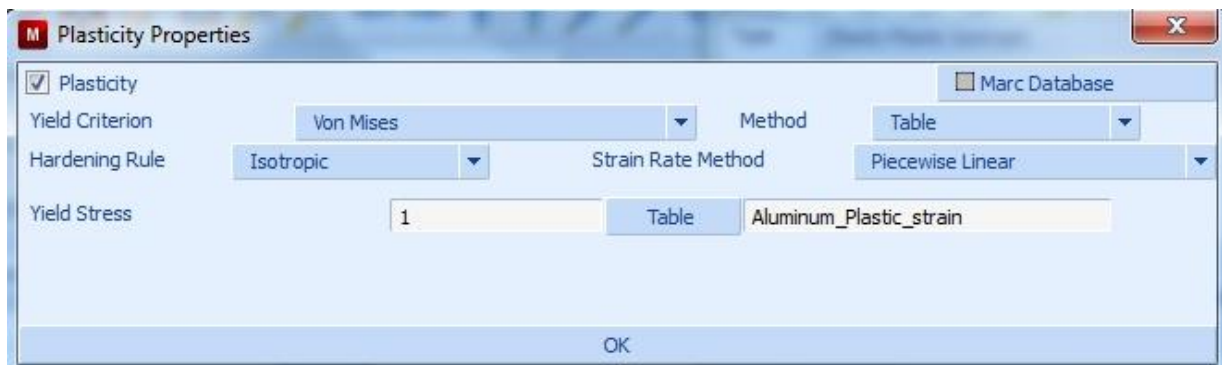 M Plasticity Properties X
Plasticity Marc Database
Yield Criterion Von Mises Method Table
Hardening Rule Isotropic Strain Rate Method Piecewise Linear
Yield Stress 1 Table Aluminum_Plastic_strain
OK